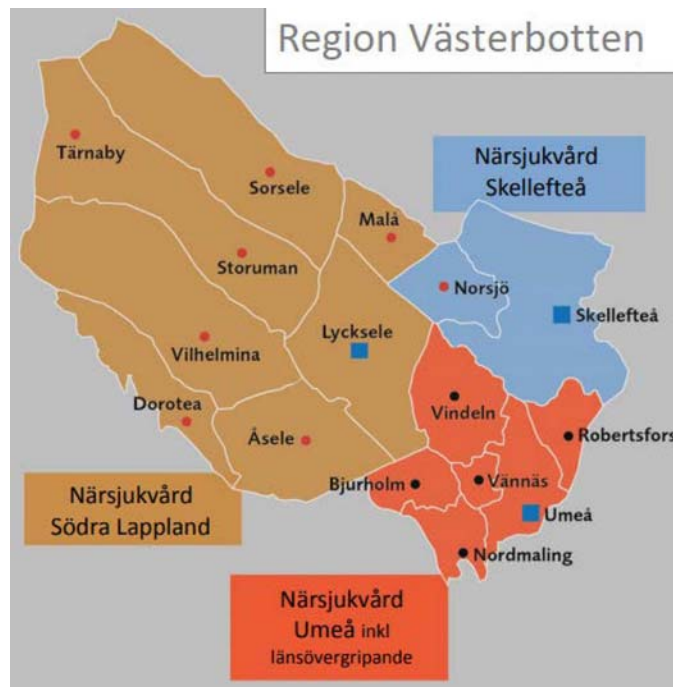 Region Västerbotten
Närsjukvård
Skellefteå
Tärnaby
Sorsele
Malå
Storuman
Norsjö
Skellefteå
Lycksele
Vilhelmina
Dorotea
Vindeln
Åsele
Robertsfors
Bjurholm
Vännäs
Umeå
Nordmaling
Närsjukvård
Södra Lappland
Närsjukvård
Umeå inkl
länsövergripande